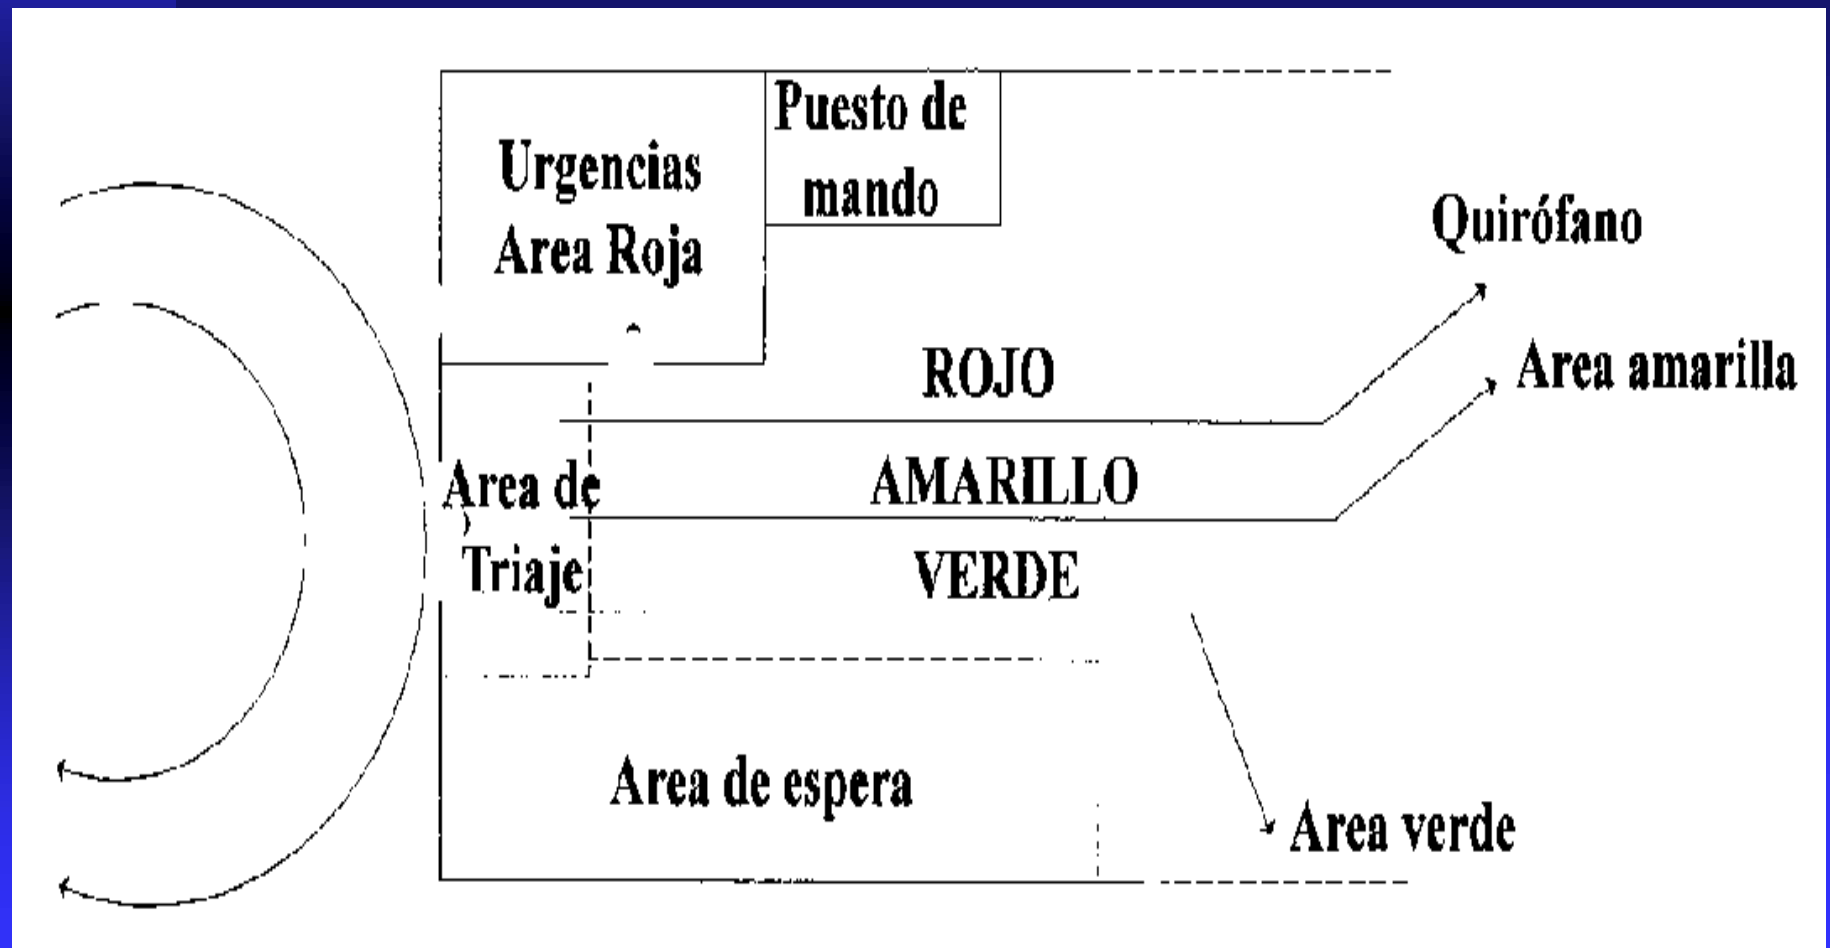 Puesto de
mando
Urgencias
Area Roja
Quirófano
ROJO
Area amarilla
Area de
Triaje
AMARILLO
VERDE
Area de espera
Area verde